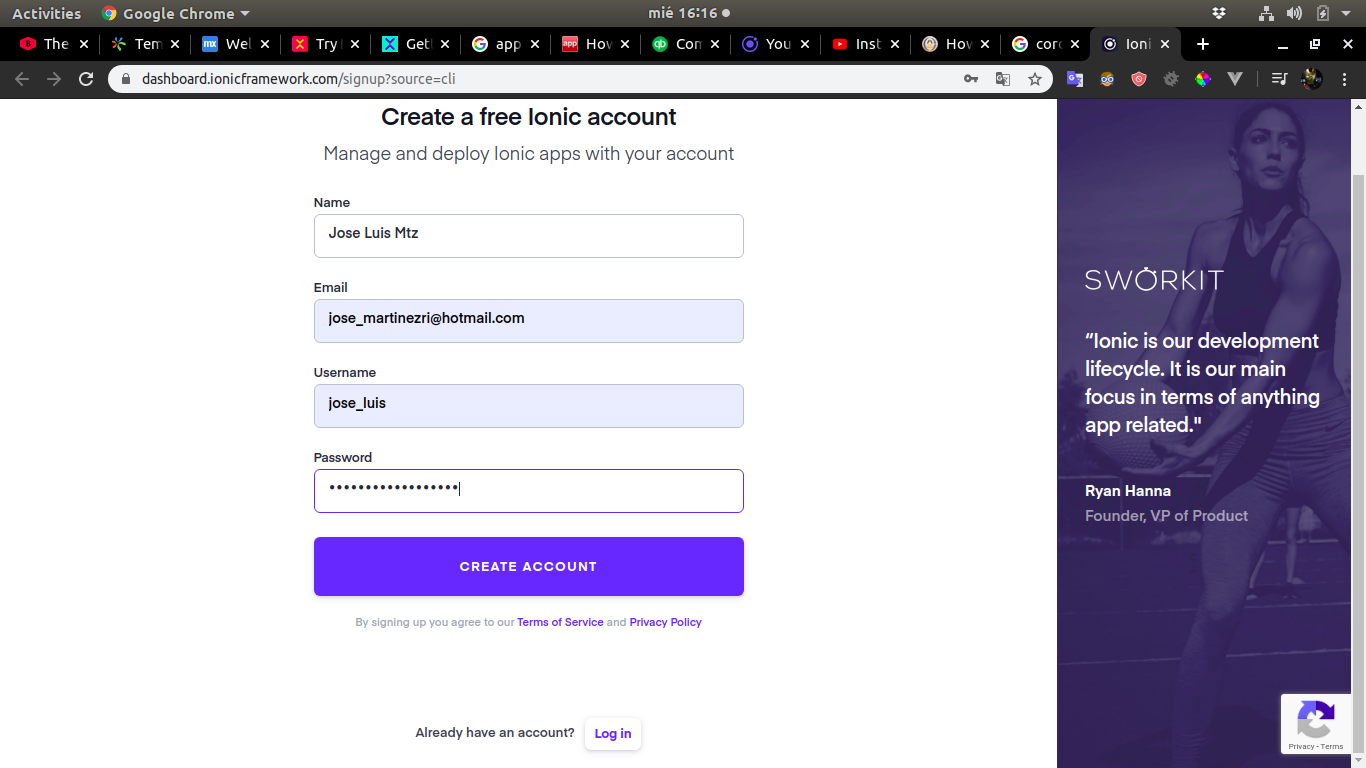 Activities Google Chrome mié 16:16
The Tem Wel Try Get app How Con You Inst How corc Ioni
dashboard.ionicframework.com/signup?source=cli
Create a free Ionic account
Manage and deploy Ionic apps with your account
Name
Jose Luis Mtz
Email
jose_martinezri@hotmail.com
Username
jose_luis
Password
••••••••••••••••••
CREATE ACCOUNT
By signing up you agree to our Terms of Service and Privacy Policy
Already have an account? Log in
SWORKIT
“Ionic is our development
lifecycle. It is our main
focus in terms of anything
app related."
Ryan Hanna
Founder, VP of Product
Privacy - Terms